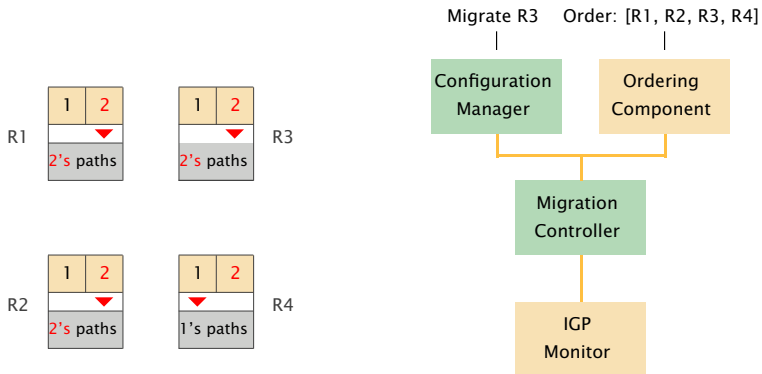 Migrate R3
Order: [R1, R2, R3, R4]
Configuration
Manager
Ordering
Component
1 2
1 2
R1
R3
2's paths
2's paths
Migration
Controller
1 2
1 2
R2
R4
2's paths
1's paths
IGP
Monitor